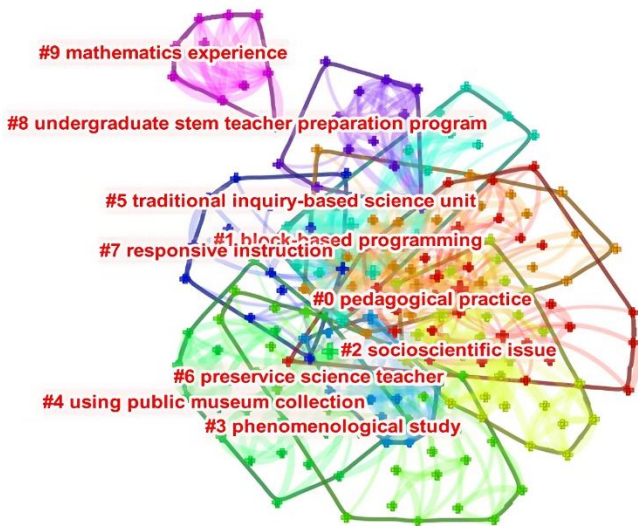 #9 mathematics experience
#8 undergraduate stem teacher preparation program
#5 traditional inquiry-based science unit
#1 block-based programming
#7 responsive instruction
#0 pedagogical practice
#2 socioscientific issue
#6 preservice science teacher
#4 using public museum collection
#3 phenomenological study